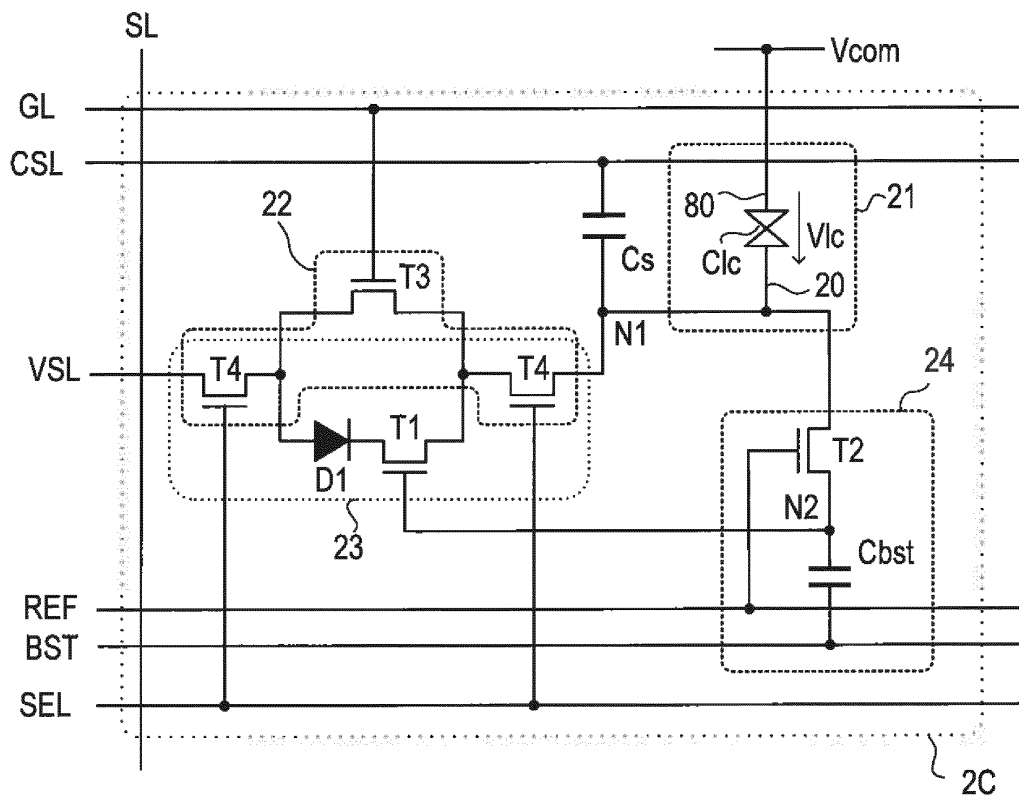 SL
Vcom
GL
CSL
22
80
21
Vlc
Cs
Clc
T3
20
N1
VSL
T4
T4
24
T1
T2
D1
N2
23
Cbst
REF
BST
SEL
2C